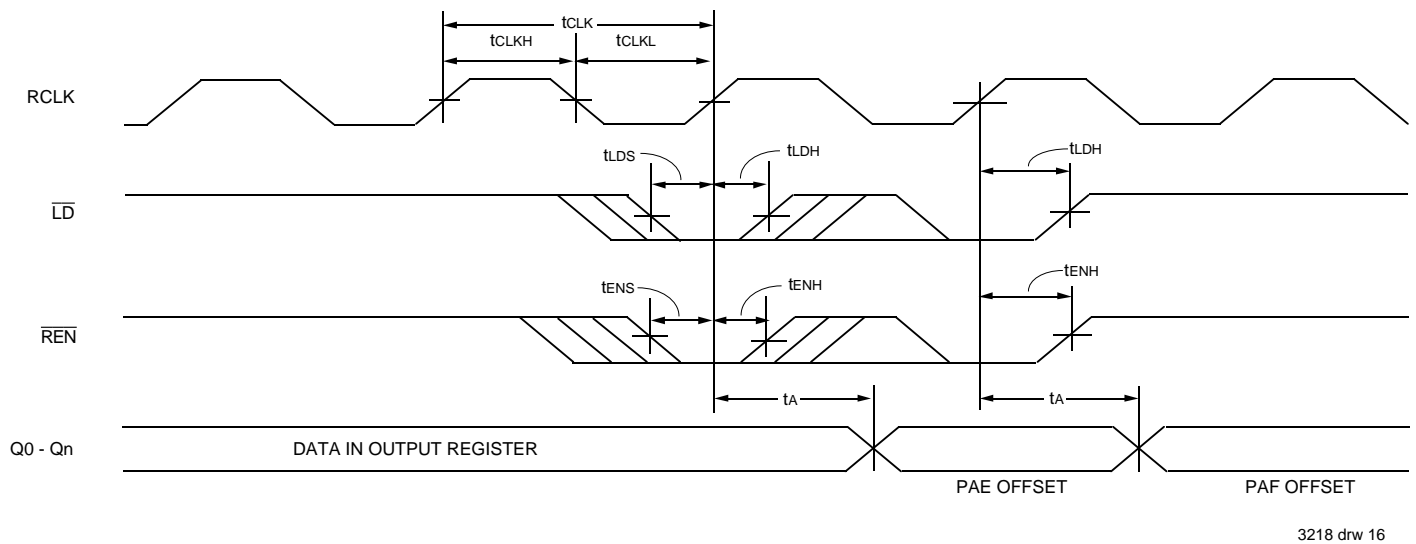 tCLK
tCLKH tCLKL
RCLK
tLDS tLDH tLDH
LD
tENS tENH tENH
REN
tA tA
Q0 - Qn DATA IN OUTPUT REGISTER
PAE OFFSET PAF OFFSET
3218 drw 16